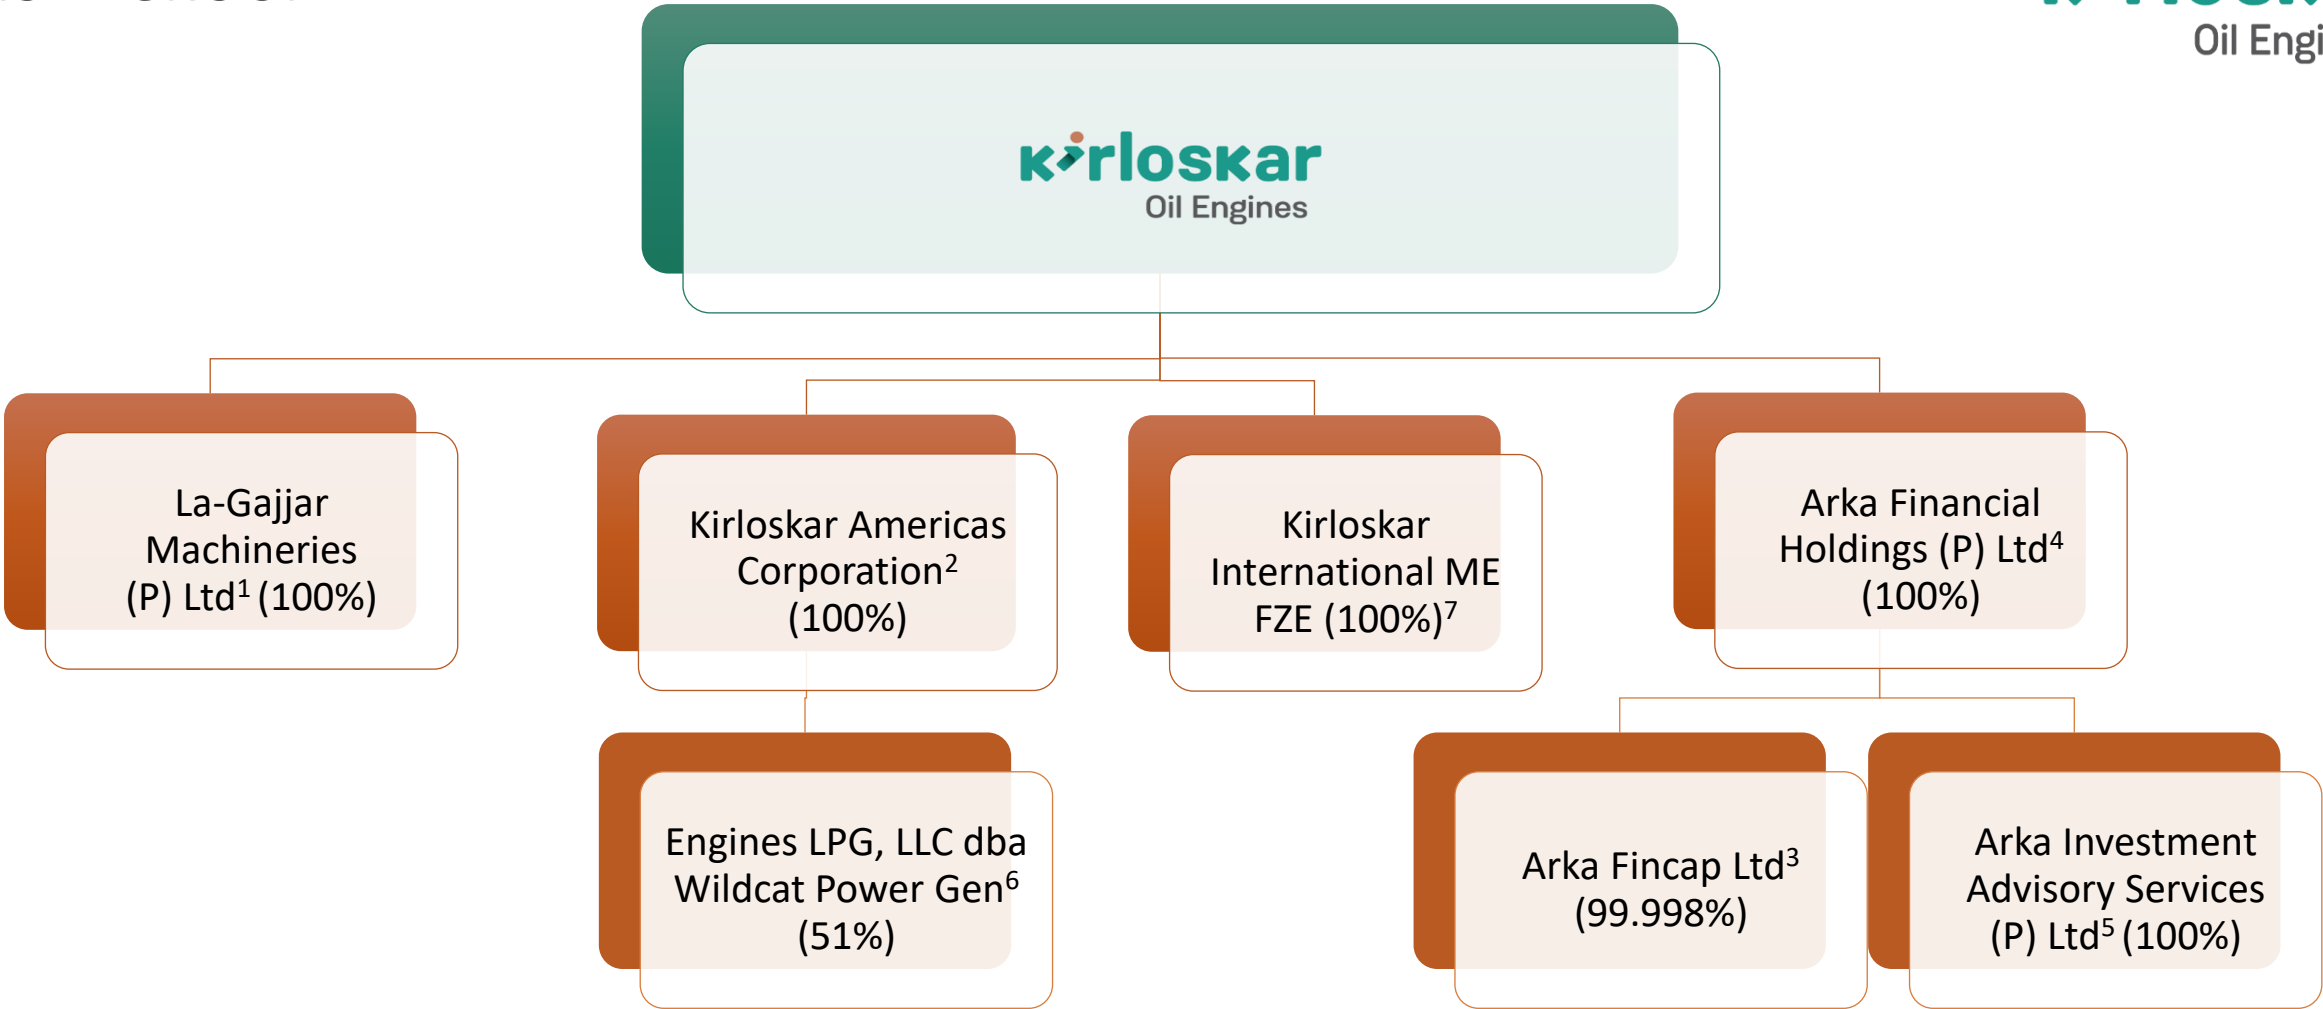 Oil Engi
kirloskar
Oil Engines
La-Gajjar
Machineries
(P) Ltd¹ (100%)
Kirloskar Americas
Corporation²
(100%)
Kirloskar
International ME
FZE (100%)⁷
Arka Financial
Holdings (P) Ltd⁴
(100%)
Engines LPG, LLC dba
Wildcat Power Gen⁶
(51%)
Arka Fincap Ltd³
(99.998%)
Arka Investment
Advisory Services
(P) Ltd⁵ (100%)